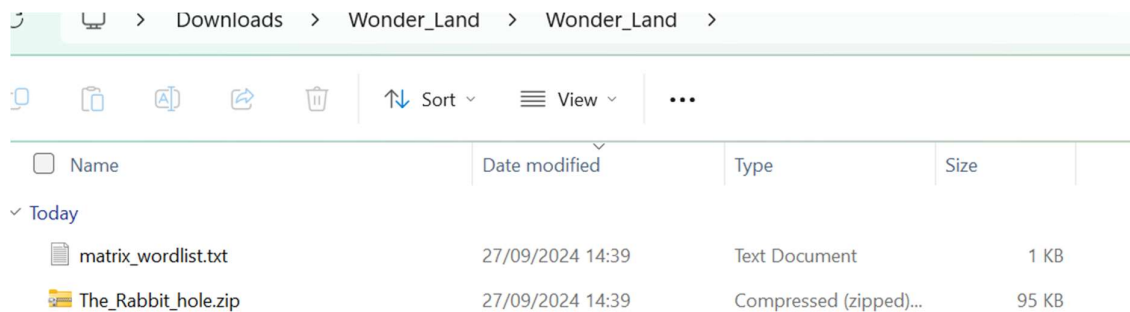 > Downloads > Wonder_Land > Wonder_Land >
Sort View ...
Name Date modified Type Size
Today
matrix_wordlist.txt 27/09/2024 14:39 Text Document 1 KB
The_Rabbit_hole.zip 27/09/2024 14:39 Compressed (zipped)... 95 KB